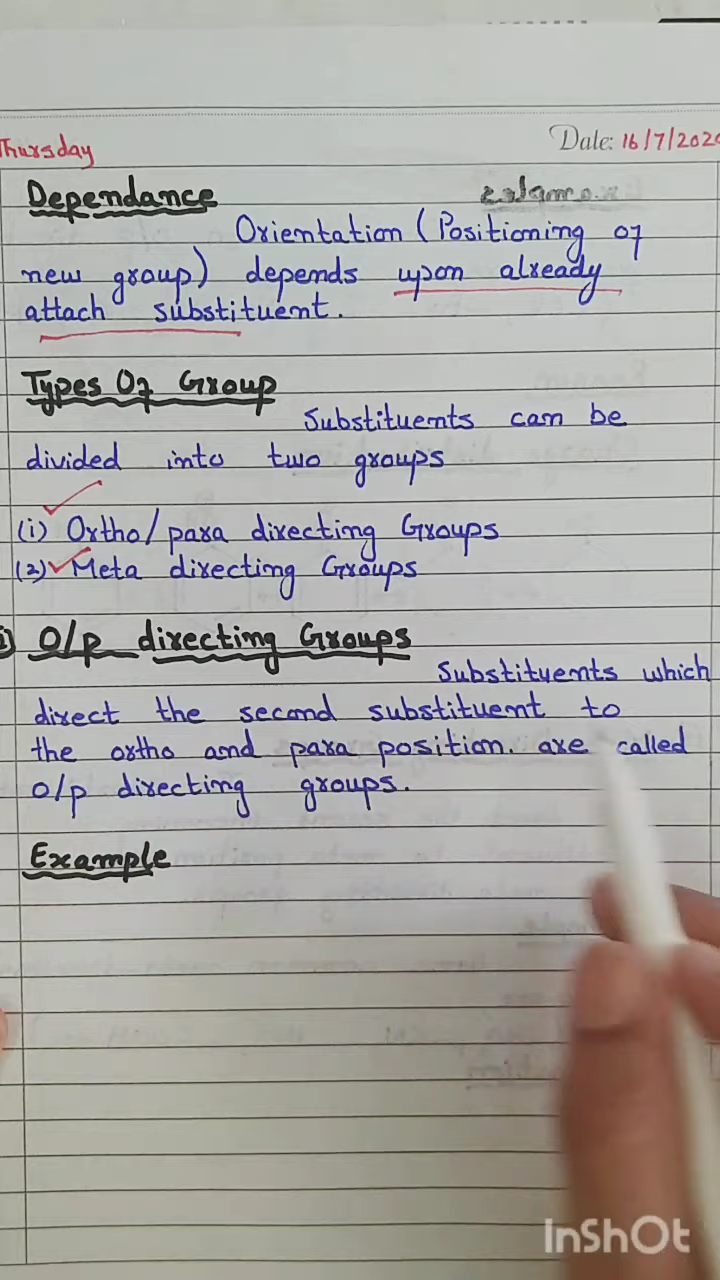 Thursday
Date: 16/7/202
Dependance
Orientation (Positioning of
new group) depends upon already
attach substituent.
Types Of Group
Substituents can be
divided into two groups
(i) Ortho/para directing Groups
(2) Meta directing Groups
O/p directing Groups
Substituents which
direct the second substituent to
the ortho and para position. are called
O/p directing groups.
Example
InShOt